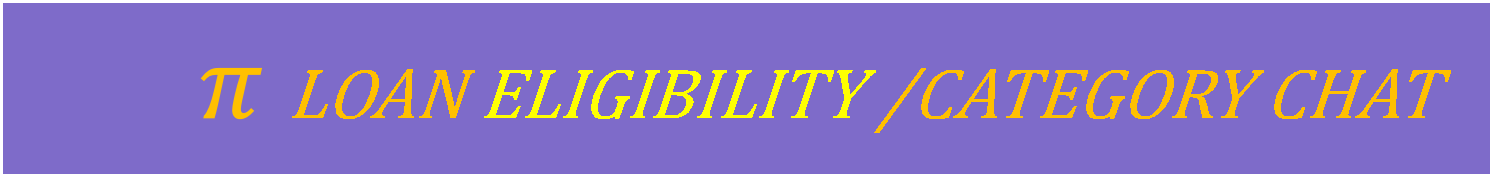 π LOAN ELIGIBILITY /CATEGORY CHAT